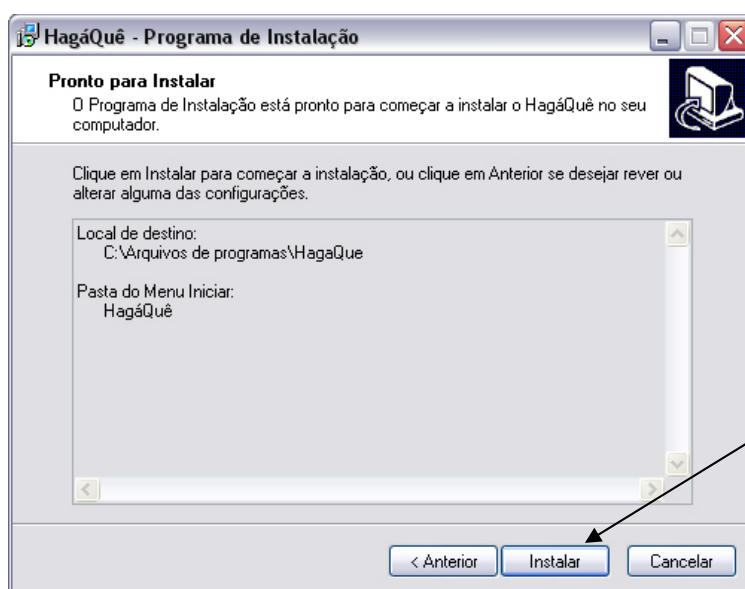 HagáQuê - Programa de Instalação
Pronto para Instalar
O Programa de Instalação está pronto para começar a instalar o HagáQuê no seu
computador.
Clique em Instalar para começar a instalação, ou clique em Anterior se desejar rever ou
alterar alguma das configurações.
Local de destino:
C:\Arquivos de programas\HagaQue
Pasta do Menu Iniciar:
HagáQuê
< Anterior
Instalar
Cancelar